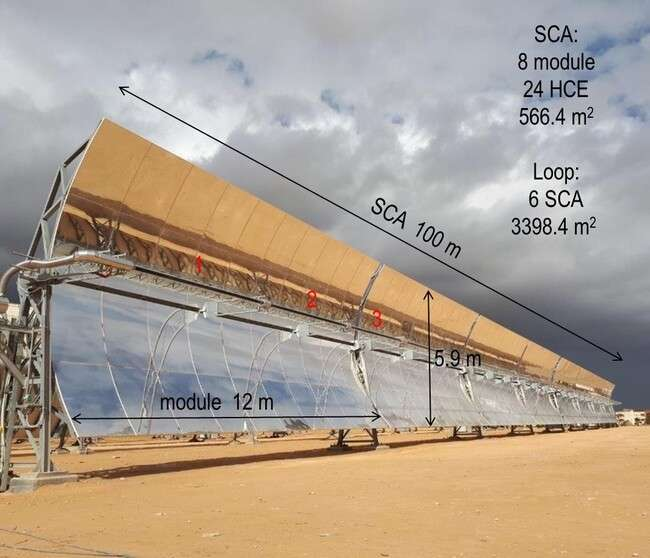 SCA:
8 module
24 HCE
566.4 m²
Loop:
6 SCA
3398.4 m²
SCA 100 m
1
2
3
5.9 m
module 12 m